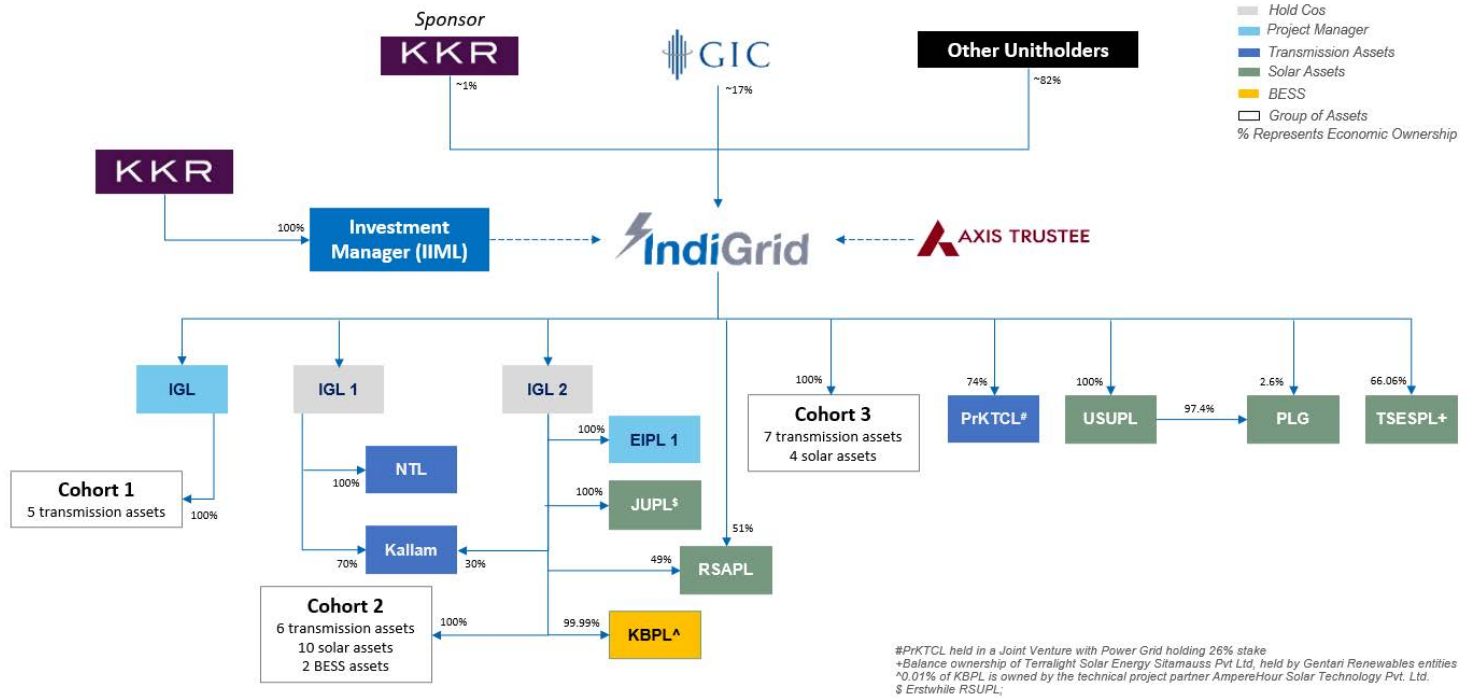 Sponsor
KKR
GIC
Other Unitholders
~1%
~17%
~82%
Hold Cos
Project Manager
Transmission Assets
Solar Assets
BESS
Group of Assets
% Represents Economic Ownership
KKR
100%
Investment
Manager (IIML)
IndiGrid
AXIS TRUSTEE
IGL
IGL 1
IGL 2
100%
Cohort 3
7 transmission assets
4 solar assets
74%
PrKTCL#
100%
USUPL
97.4%
2.6%
PLG
66.06%
TSESPL+
Cohort 1
5 transmission assets
100%
NTL
100%
Kallam
70%
30%
100%
EIPL 1
100%
JUPL$
51%
49%
RSAPL
Cohort 2
6 transmission assets
10 solar assets
2 BESS assets
100%
99.99%
KBPL^
#PrKTCL held in a Joint Venture with Power Grid holding 26% stake
+Balance ownership of Terralight Solar Energy Sitamauss Pvt Ltd, held by Gentari Renewables entities
^0.01% of KBPL is owned by the technical project partner AmpereHour Solar Technology Pvt. Ltd.
$ Erstwhile RSUPL;